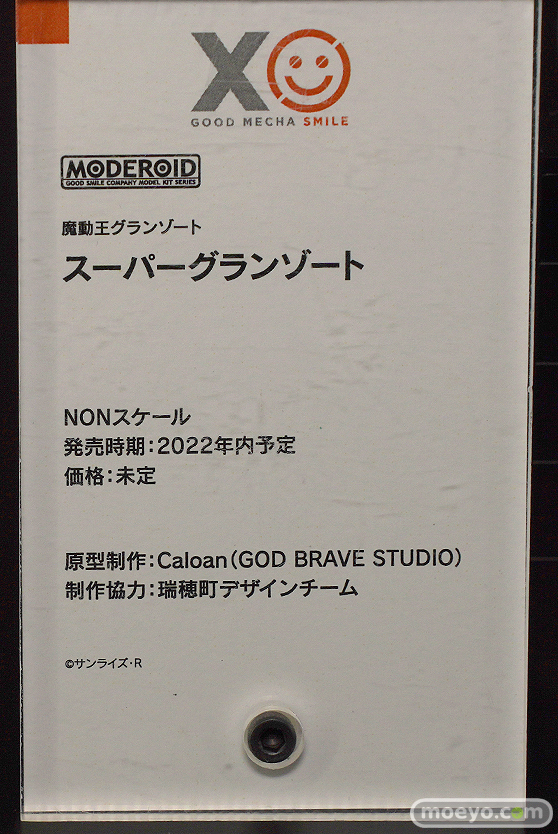 XO
GOOD MECHA SMILE
MODEROID
GOOD SMILE COMPANY MODEL KIT SERIES
魔動王グランゾート
スーパーグランゾート
NONスケール
発売時期：2022年内予定
価格：未定
原型制作：Caloan（GOD BRAVE STUDIO）
制作協力：瑞穂町デザインチーム
©サンライズ・R
moeyo.com